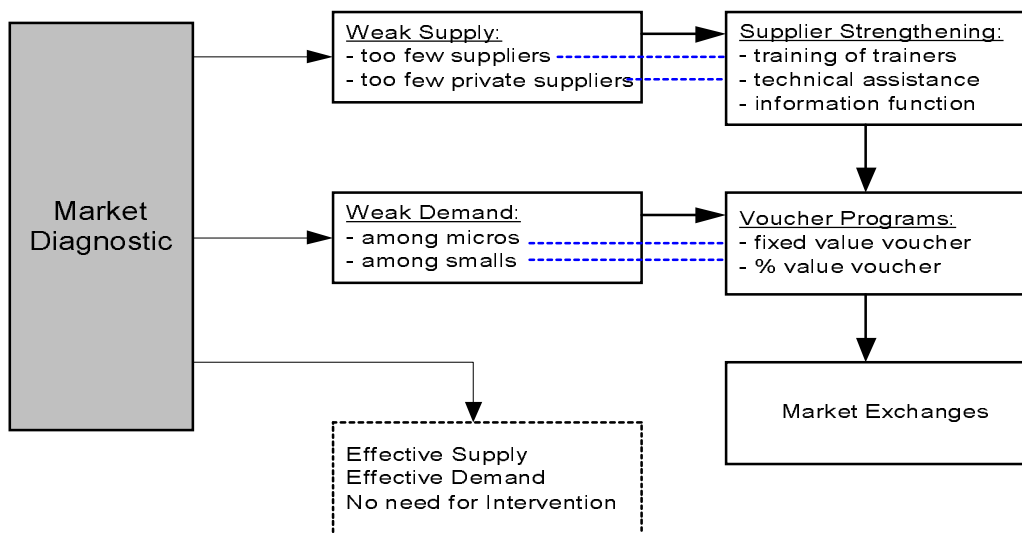 Market
Diagnostic
Weak Supply:
- too few suppliers
- too few private suppliers
Supplier Strengthening:
- training of trainers
- technical assistance
- information function
Weak Demand:
- among micros
- among smalls
Voucher Programs:
- fixed value voucher
- % value voucher
Market Exchanges
Effective Supply
Effective Demand
No need for Intervention